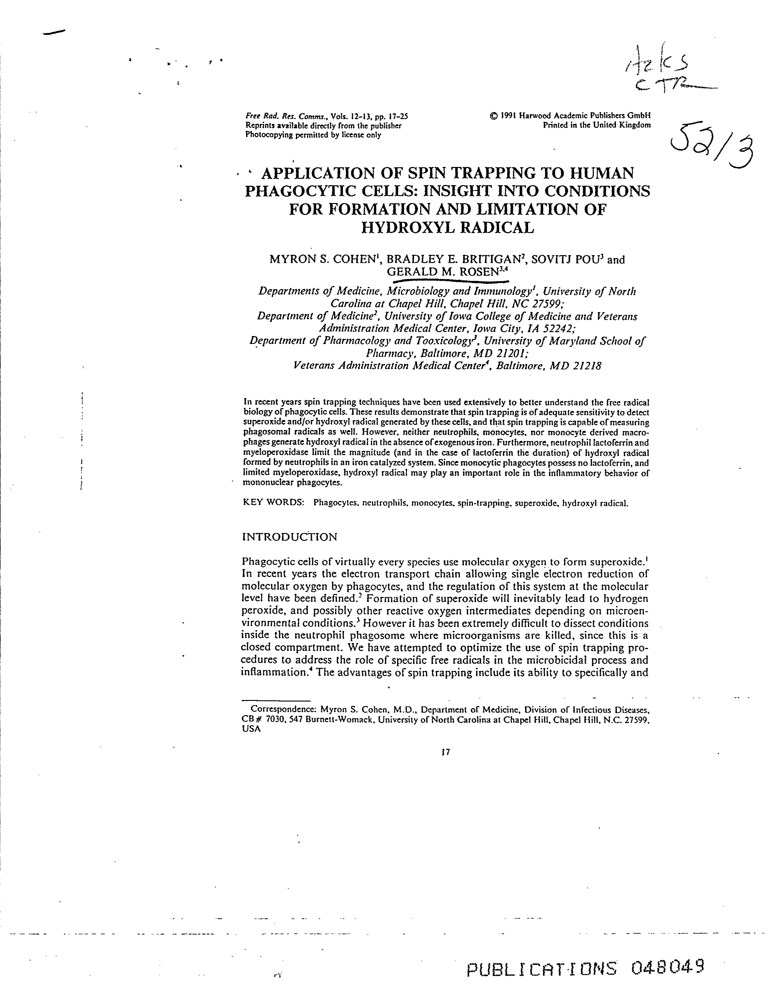 Azks
CTR
52/3
Free Rad. Res. Comms., Vols. 12-13, pp. 17-25
Reprints available directly from the publisher
Photocopying permitted by license only
© 1991 Harwood Academic Publishers GmbH
Printed in the United Kingdom
APPLICATION OF SPIN TRAPPING TO HUMAN
PHAGOCYTIC CELLS: INSIGHT INTO CONDITIONS
FOR FORMATION AND LIMITATION OF
HYDROXYL RADICAL
MYRON S. COHEN¹, BRADLEY E. BRITIGAN², SOVITJ POU³ and
GERALD M. ROSEN³,⁴
Departments of Medicine, Microbiology and Immunology¹, University of North
Carolina at Chapel Hill, Chapel Hill, NC 27599;
Department of Medicine², University of Iowa College of Medicine and Veterans
Administration Medical Center, Iowa City, IA 52242;
Department of Pharmacology and Tooxicology³, University of Maryland School of
Pharmacy, Baltimore, MD 21201;
Veterans Administration Medical Center⁴, Baltimore, MD 21218
In recent years spin trapping techniques have been used extensively to better understand the free radical
biology of phagocytic cells. These results demonstrate that spin trapping is of adequate sensitivity to detect
superoxide and/or hydroxyl radical generated by these cells, and that spin trapping is capable of measuring
phagosomal radicals as well. However, neither neutrophils, monocytes, nor monocyte derived macro-
phages generate hydroxyl radical in the absence of exogenous iron. Furthermore, neutrophil lactoferrin and
myeloperoxidase limit the magnitude (and in the case of lactoferrin the duration) of hydroxyl radical
formed by neutrophils in an iron catalyzed system. Since monocytic phagocytes possess no lactoferrin, and
limited myeloperoxidase, hydroxyl radical may play an important role in the inflammatory behavior of
mononuclear phagocytes.
KEY WORDS: Phagocytes, neutrophils, monocytes, spin-trapping, superoxide, hydroxyl radical.
INTRODUCTION
Phagocytic cells of virtually every species use molecular oxygen to form superoxide.¹
In recent years the electron transport chain allowing single electron reduction of
molecular oxygen by phagocytes, and the regulation of this system at the molecular
level have been defined.² Formation of superoxide will inevitably lead to hydrogen
peroxide, and possibly other reactive oxygen intermediates depending on microen-
vironmental conditions.³ However it has been extremely difficult to dissect conditions
inside the neutrophil phagosome where microorganisms are killed, since this is a
closed compartment. We have attempted to optimize the use of spin trapping pro-
cedures to address the role of specific free radicals in the microbicidal process and
inflammation.⁴ The advantages of spin trapping include its ability to specifically and
Correspondence: Myron S. Cohen, M.D., Department of Medicine, Division of Infectious Diseases,
CB# 7030, 547 Burnett-Womack, University of North Carolina at Chapel Hill, Chapel Hill, N.C. 27599,
USA
17
PUBLICATIONS 048049